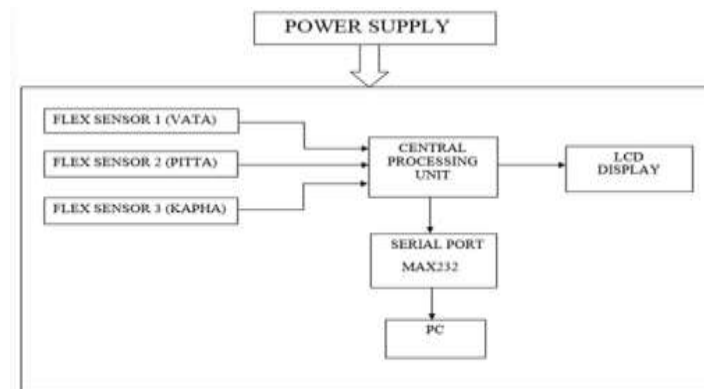 POWER SUPPLY
FLEX SENSOR 1 (VATA)
FLEX SENSOR 2 (PITTA)
FLEX SENSOR 3 (KAPHA)
CENTRAL
PROCESSING
UNIT
LCD
DISPLAY
SERIAL PORT
MAX232
PC